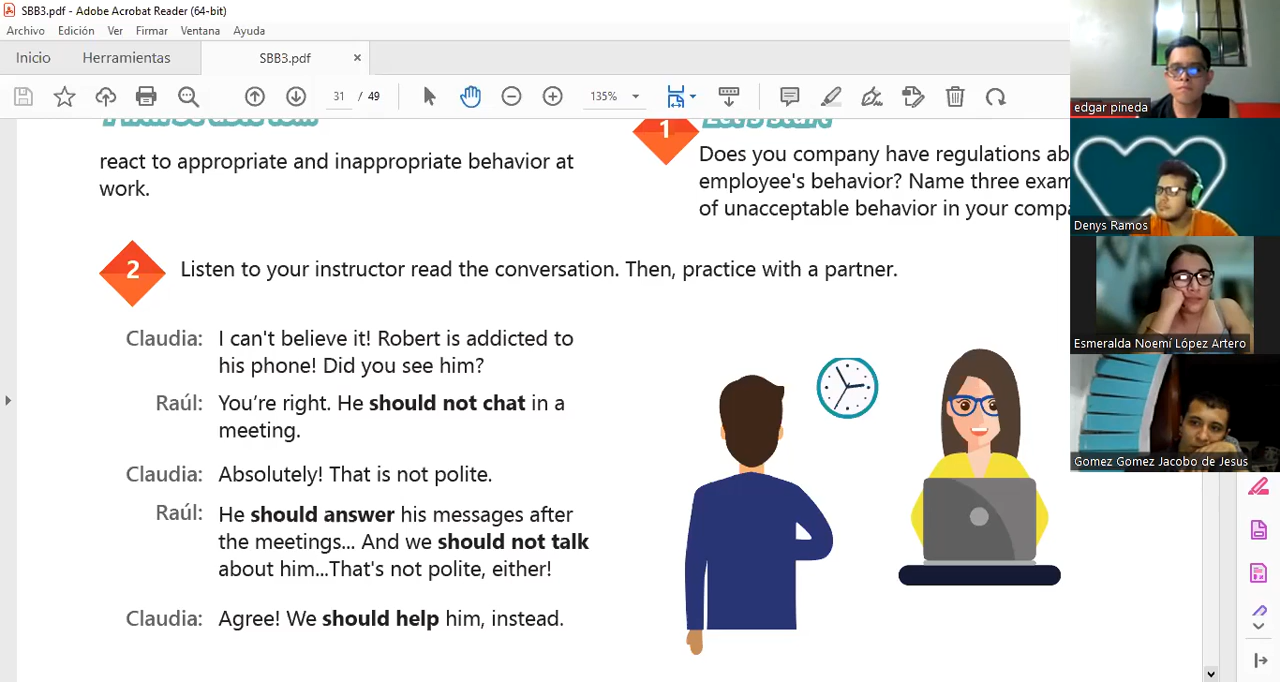 SBB3.pdf - Adobe Acrobat Reader (64-bit)
Archivo Edición Ver Firmar Ventana Ayuda
Inicio Herramientas SBB3.pdf ×
31 / 49 135%
react to appropriate and inappropriate behavior at
work.
1
Let's start
Does you company have regulations
employee's behavior? Name three
of unacceptable behavior in your
2
Listen to your instructor read the conversation. Then, practice with a partner.
Claudia: I can't believe it! Robert is addicted to
his phone! Did you see him?
Raúl: You're right. He should not chat in a
meeting.
Claudia: Absolutely! That is not polite.
Raúl: He should answer his messages after
the meetings... And we should not talk
about him...That's not polite, either!
Claudia: Agree! We should help him, instead.
edgar pineda
Denys Ramos
Esmeralda Noemí López Artero
Gomez Gomez Jacobo de Jesus